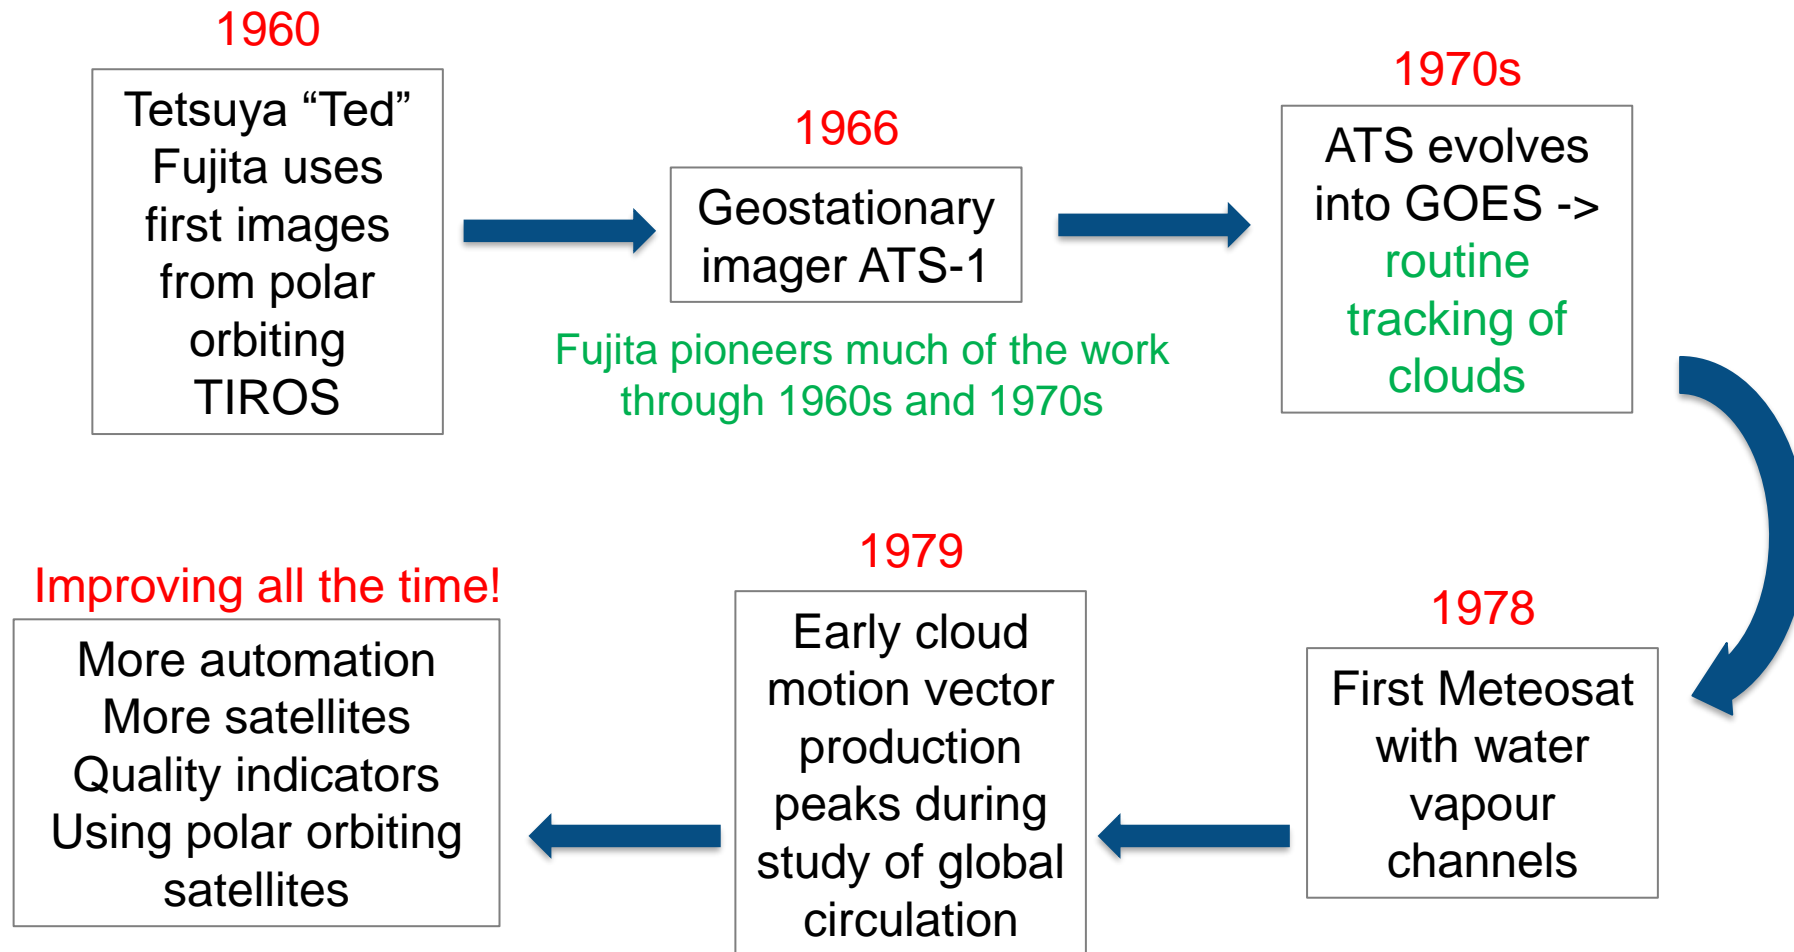 1960
Tetsuya “Ted”
Fujita uses
first images
from polar
orbiting
TIROS
1966
Geostationary
imager ATS-1
Fujita pioneers much of the work
through 1960s and 1970s
1970s
ATS evolves
into GOES ->
routine
tracking of
clouds
1978
First Meteosat
with water
vapour
channels
1979
Early cloud
motion vector
production
peaks during
study of global
circulation
Improving all the time!
More automation
More satellites
Quality indicators
Using polar orbiting
satellites